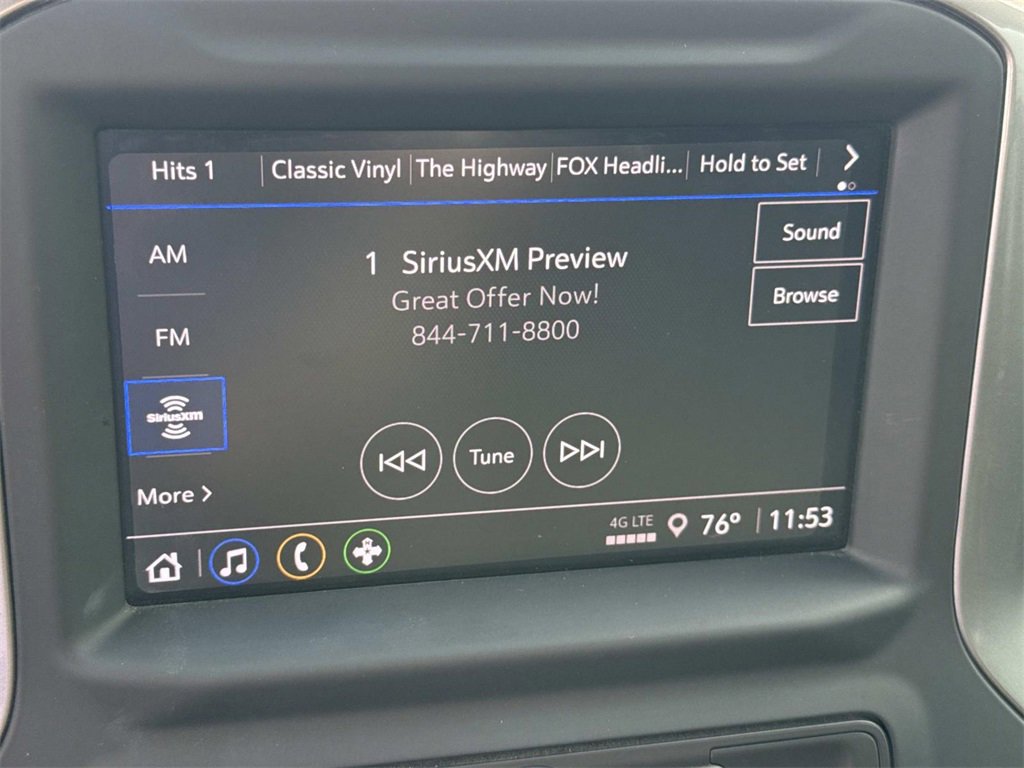 Hits 1
Classic Vinyl
The Highway
FOX Headli...
Hold to Set
AM
FM
SiriusXM
More
1 SiriusXM Preview
Great Offer Now!
844-711-8800
Sound
Browse
Tune
4G LTE
76°
11:53